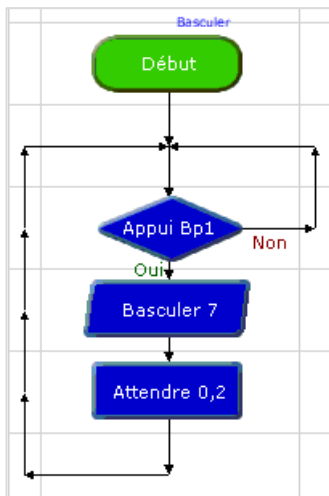 Basculer
Début
Appui Bp1
Non
Oui
Basculer 7
Attendre 0,2